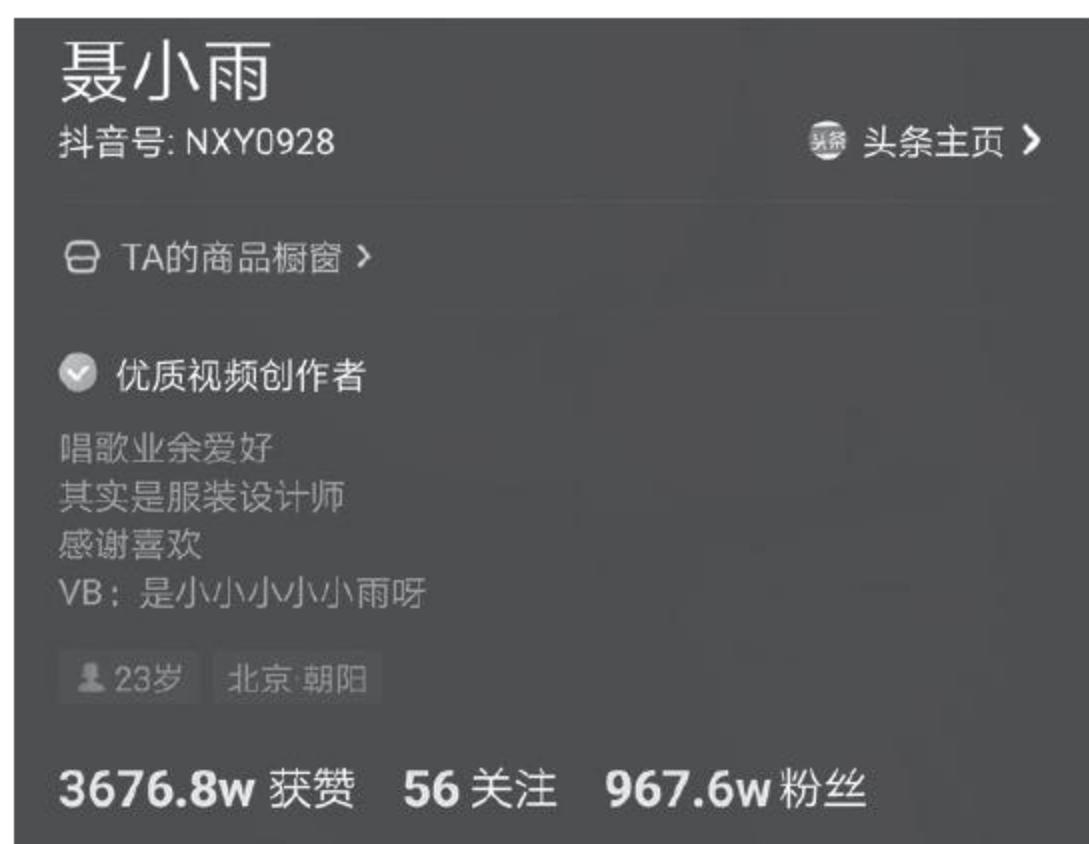 聂小雨
抖音号: NXY0928
头条 头条主页 >
TA的商品橱窗 >
优质视频创作者
唱歌业余爱好
其实是服装设计师
感谢喜欢
VB：是小小小小小雨呀
23岁 北京·朝阳
3676.8w 获赞 56 关注 967.6w 粉丝